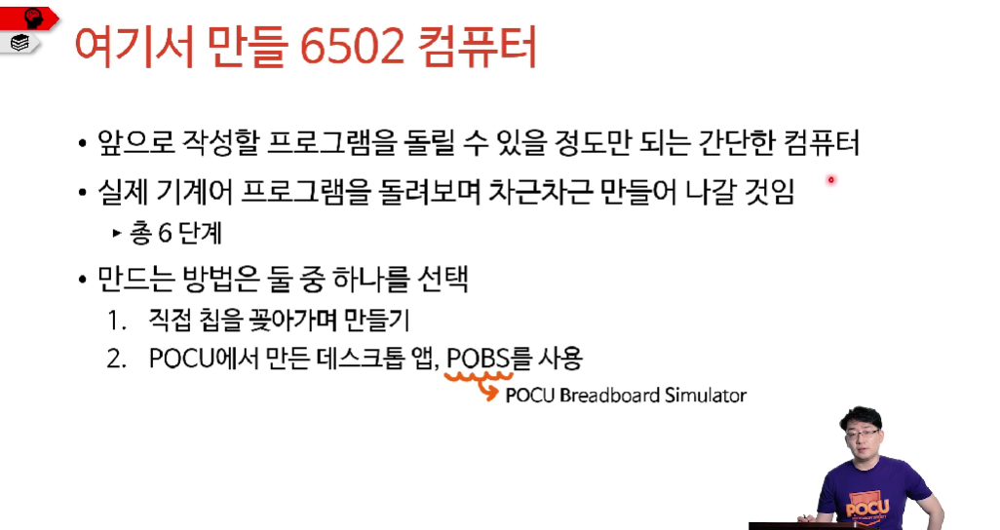 여기서 만들 6502 컴퓨터
• 앞으로 작성할 프로그램을 돌릴 수 있을 정도만 되는 간단한 컴퓨터
• 실제 기계어 프로그램을 돌려보며 차근차근 만들어 나갈 것임
▸ 총 6 단계
• 만드는 방법은 둘 중 하나를 선택
1. 직접 칩을 꽂아가며 만들기
2. POCU에서 만든 데스크톱 앱, POBS를 사용
POCU Breadboard Simulator
POCU